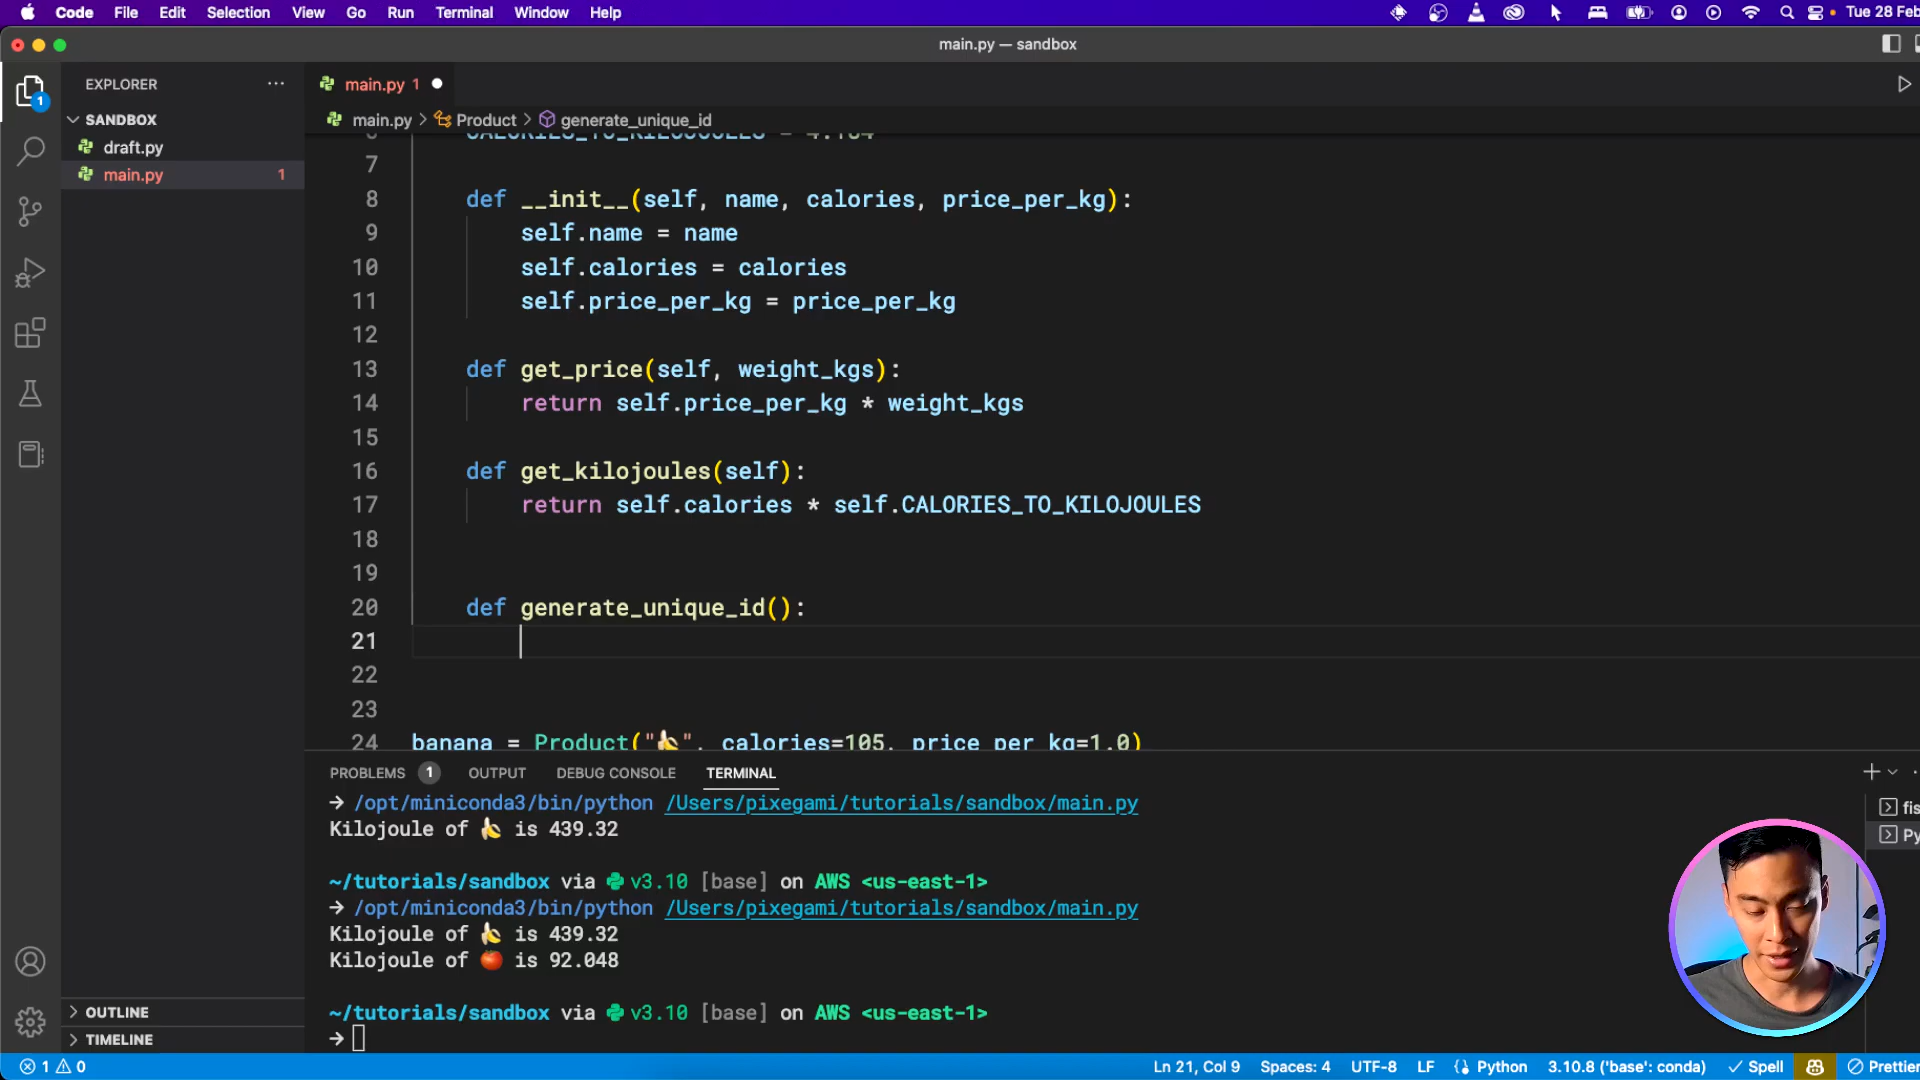 Code File Edit Selection View Go Run Terminal Window Help Tue 28 Feb
main.py — sandbox
EXPLORER
main.py 1
SANDBOX
main.py > Product > generate_unique_id
draft.py
main.py 1
6 CALORIES_TO_KILOJOULES = 4.184
7
8 def __init__(self, name, calories, price_per_kg):
9 self.name = name
10 self.calories = calories
11 self.price_per_kg = price_per_kg
12
13 def get_price(self, weight_kgs):
14 return self.price_per_kg * weight_kgs
15
16 def get_kilojoules(self):
17 return self.calories * self.CALORIES_TO_KILOJOULES
18
19
20 def generate_unique_id():
21
22
23
24 banana = Product("🍌", calories=105, price_per_kg=1.0)
PROBLEMS 1 OUTPUT DEBUG CONSOLE TERMINAL
→ /opt/miniconda3/bin/python /Users/pixegami/tutorials/sandbox/main.py
Kilojoule of 🍌 is 439.32
~/tutorials/sandbox via v3.10 [base] on AWS <us-east-1>
→ /opt/miniconda3/bin/python /Users/pixegami/tutorials/sandbox/main.py
Kilojoule of 🍌 is 439.32
Kilojoule of 🍅 is 92.048
~/tutorials/sandbox via v3.10 [base] on AWS <us-east-1>
→
fis
Py
OUTLINE
TIMELINE
1 0 Ln 21, Col 9 Spaces: 4 UTF-8 LF Python 3.10.8 ('base': conda) Spell Prettier